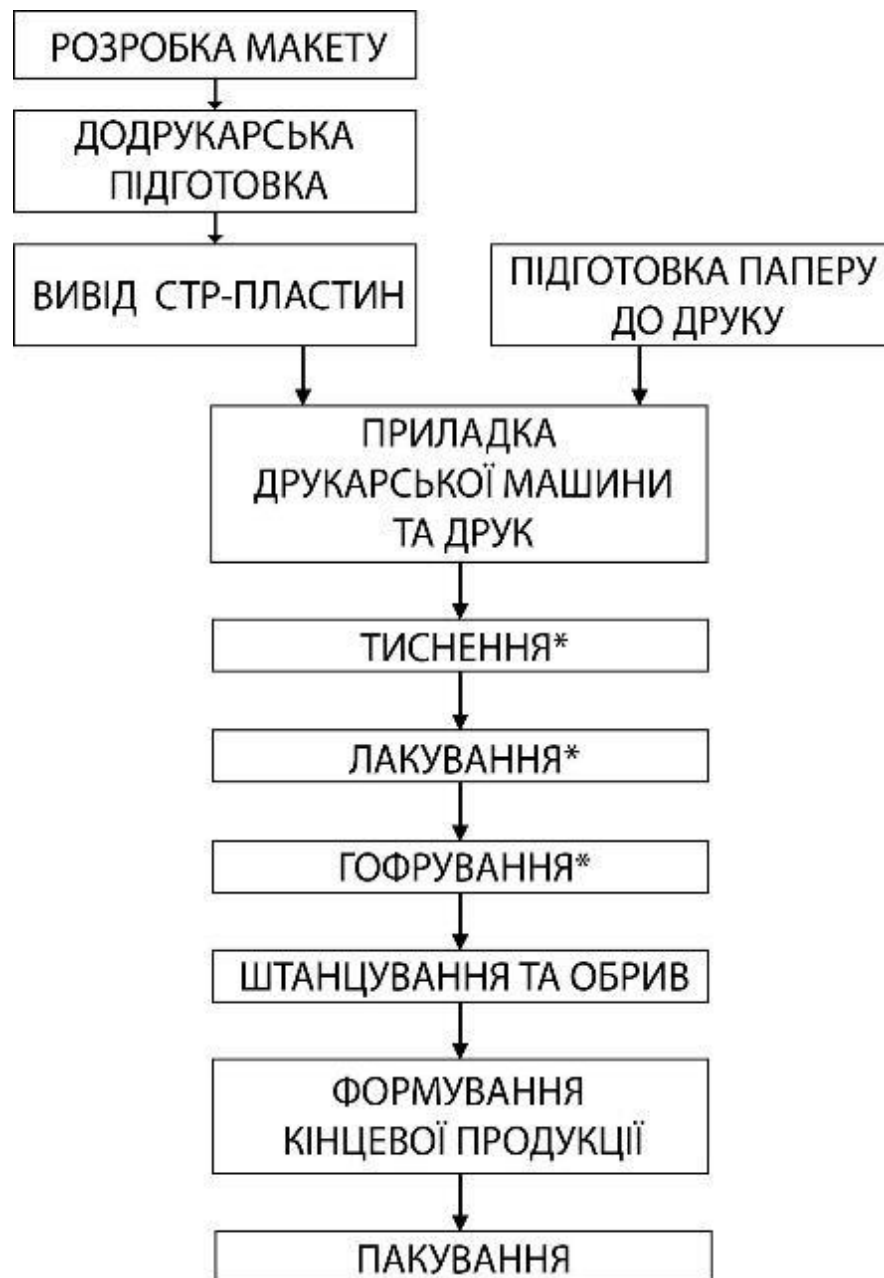 РОЗРОБКА МАКЕТУ
ДОДРУКАРСЬКА
ПІДГОТОВКА
ВИВІД СТР-ПЛАСТИН
ПІДГОТОВКА ПАПЕРУ
ДО ДРУКУ
ПРИЛАДКА
ДРУКАРСЬКОЇ МАШИНИ
ТА ДРУК
ТИСНЕННЯ*
ЛАКУВАННЯ*
ГОФРУВАННЯ*
ШТАНЦУВАННЯ ТА ОБРИВ
ФОРМУВАННЯ
КІНЦЕВОЇ ПРОДУКЦІЇ
ПАКУВАННЯ